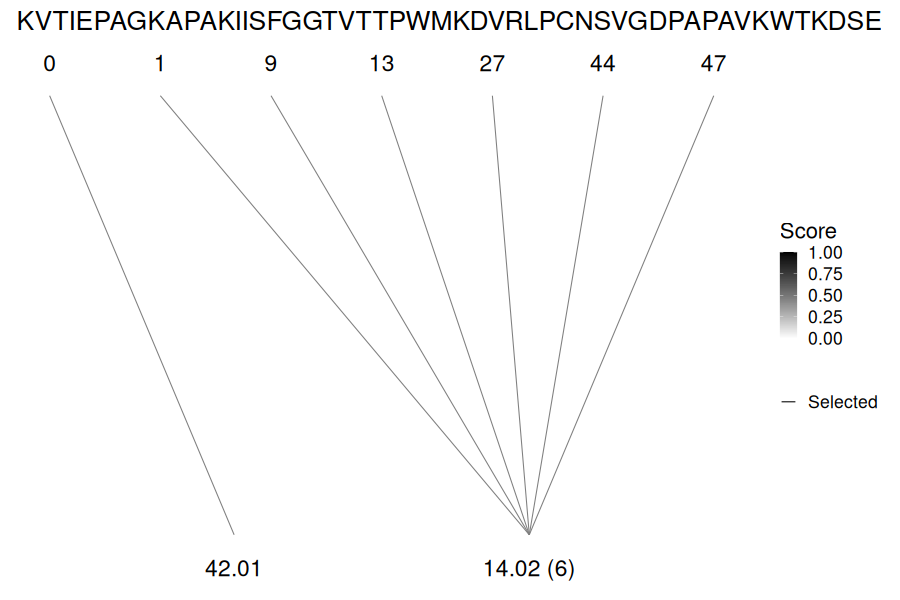 KVTIEPAGKAPAKIISFGGTVTTPWMKDVRLPCNSVGDPAPAVKWTKDSE
0 1 9 13 27 44 47
Score
1.00
0.75
0.50
0.25
0.00
Selected
42.01 14.02 (6)